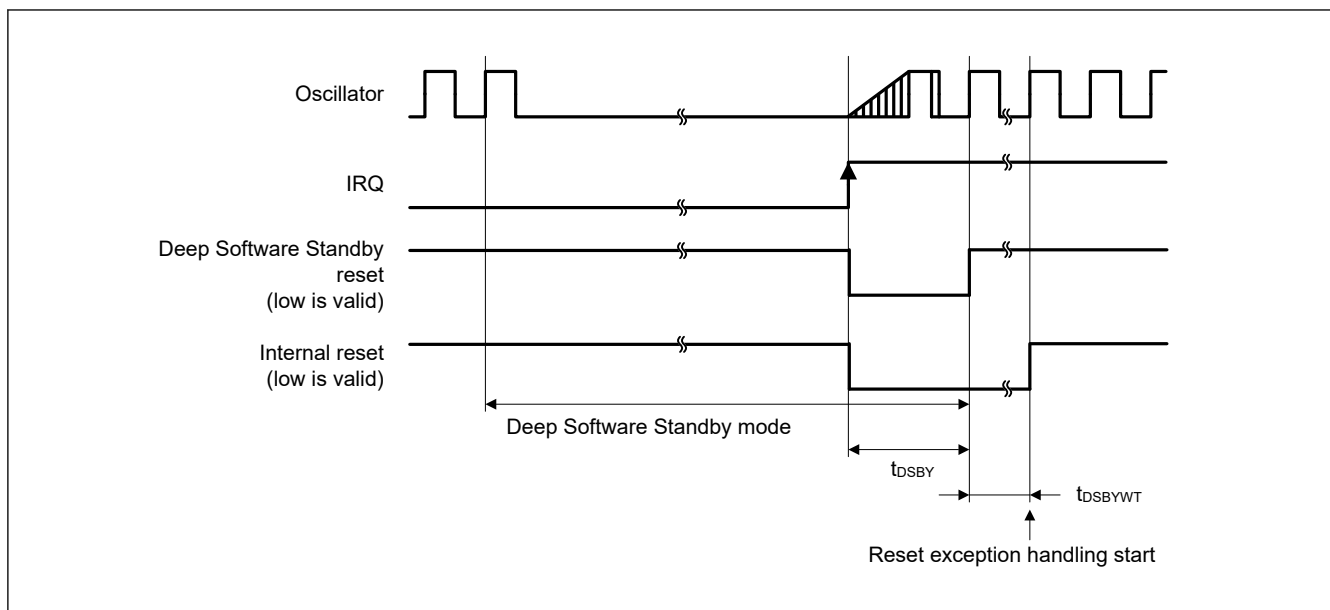 Oscillator
IRQ
Deep Software Standby
reset
(low is valid)
Internal reset
(low is valid)
Deep Software Standby mode
tDSBY
tDSBYWT
Reset exception handling start